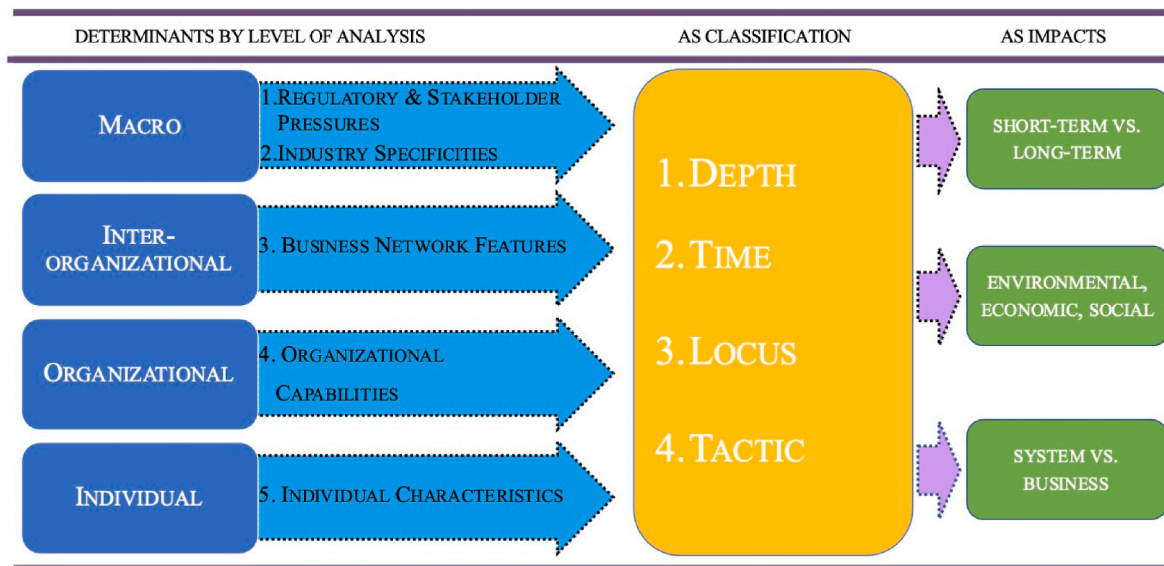 DETERMINANTS BY LEVEL OF ANALYSIS
AS CLASSIFICATION
AS IMPACTS
MACRO
1.REGULATORY & STAKEHOLDER
PRESSURES
2.INDUSTRY SPECIFICITIES
INTER-
ORGANIZATIONAL
3. BUSINESS NETWORK FEATURES
ORGANIZATIONAL
4. ORGANIZATIONAL
CAPABILITIES
INDIVIDUAL
5. INDIVIDUAL CHARACTERISTICS
1. DEPTH
2. TIME
3. LOCUS
4. TACTIC
SHORT-TERM VS.
LONG-TERM
ENVIRONMENTAL,
ECONOMIC, SOCIAL
SYSTEM VS.
BUSINESS